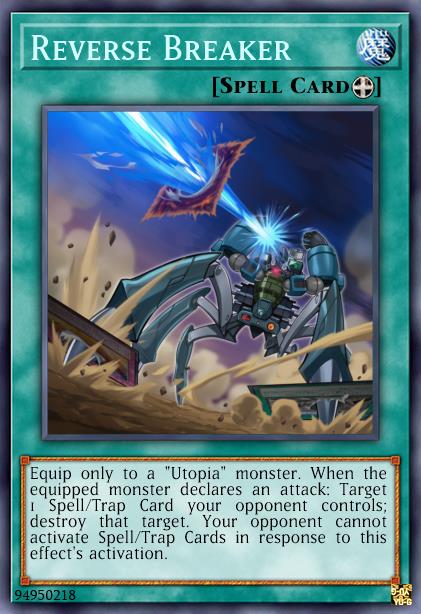 Reverse Breaker
魔
[Spell Card]
Equip only to a "Utopia" monster. When the
equipped monster declares an attack: Target
1 Spell/Trap Card your opponent controls;
destroy that target. Your opponent cannot
activate Spell/Trap Cards in response to this
effect's activation.
94950218